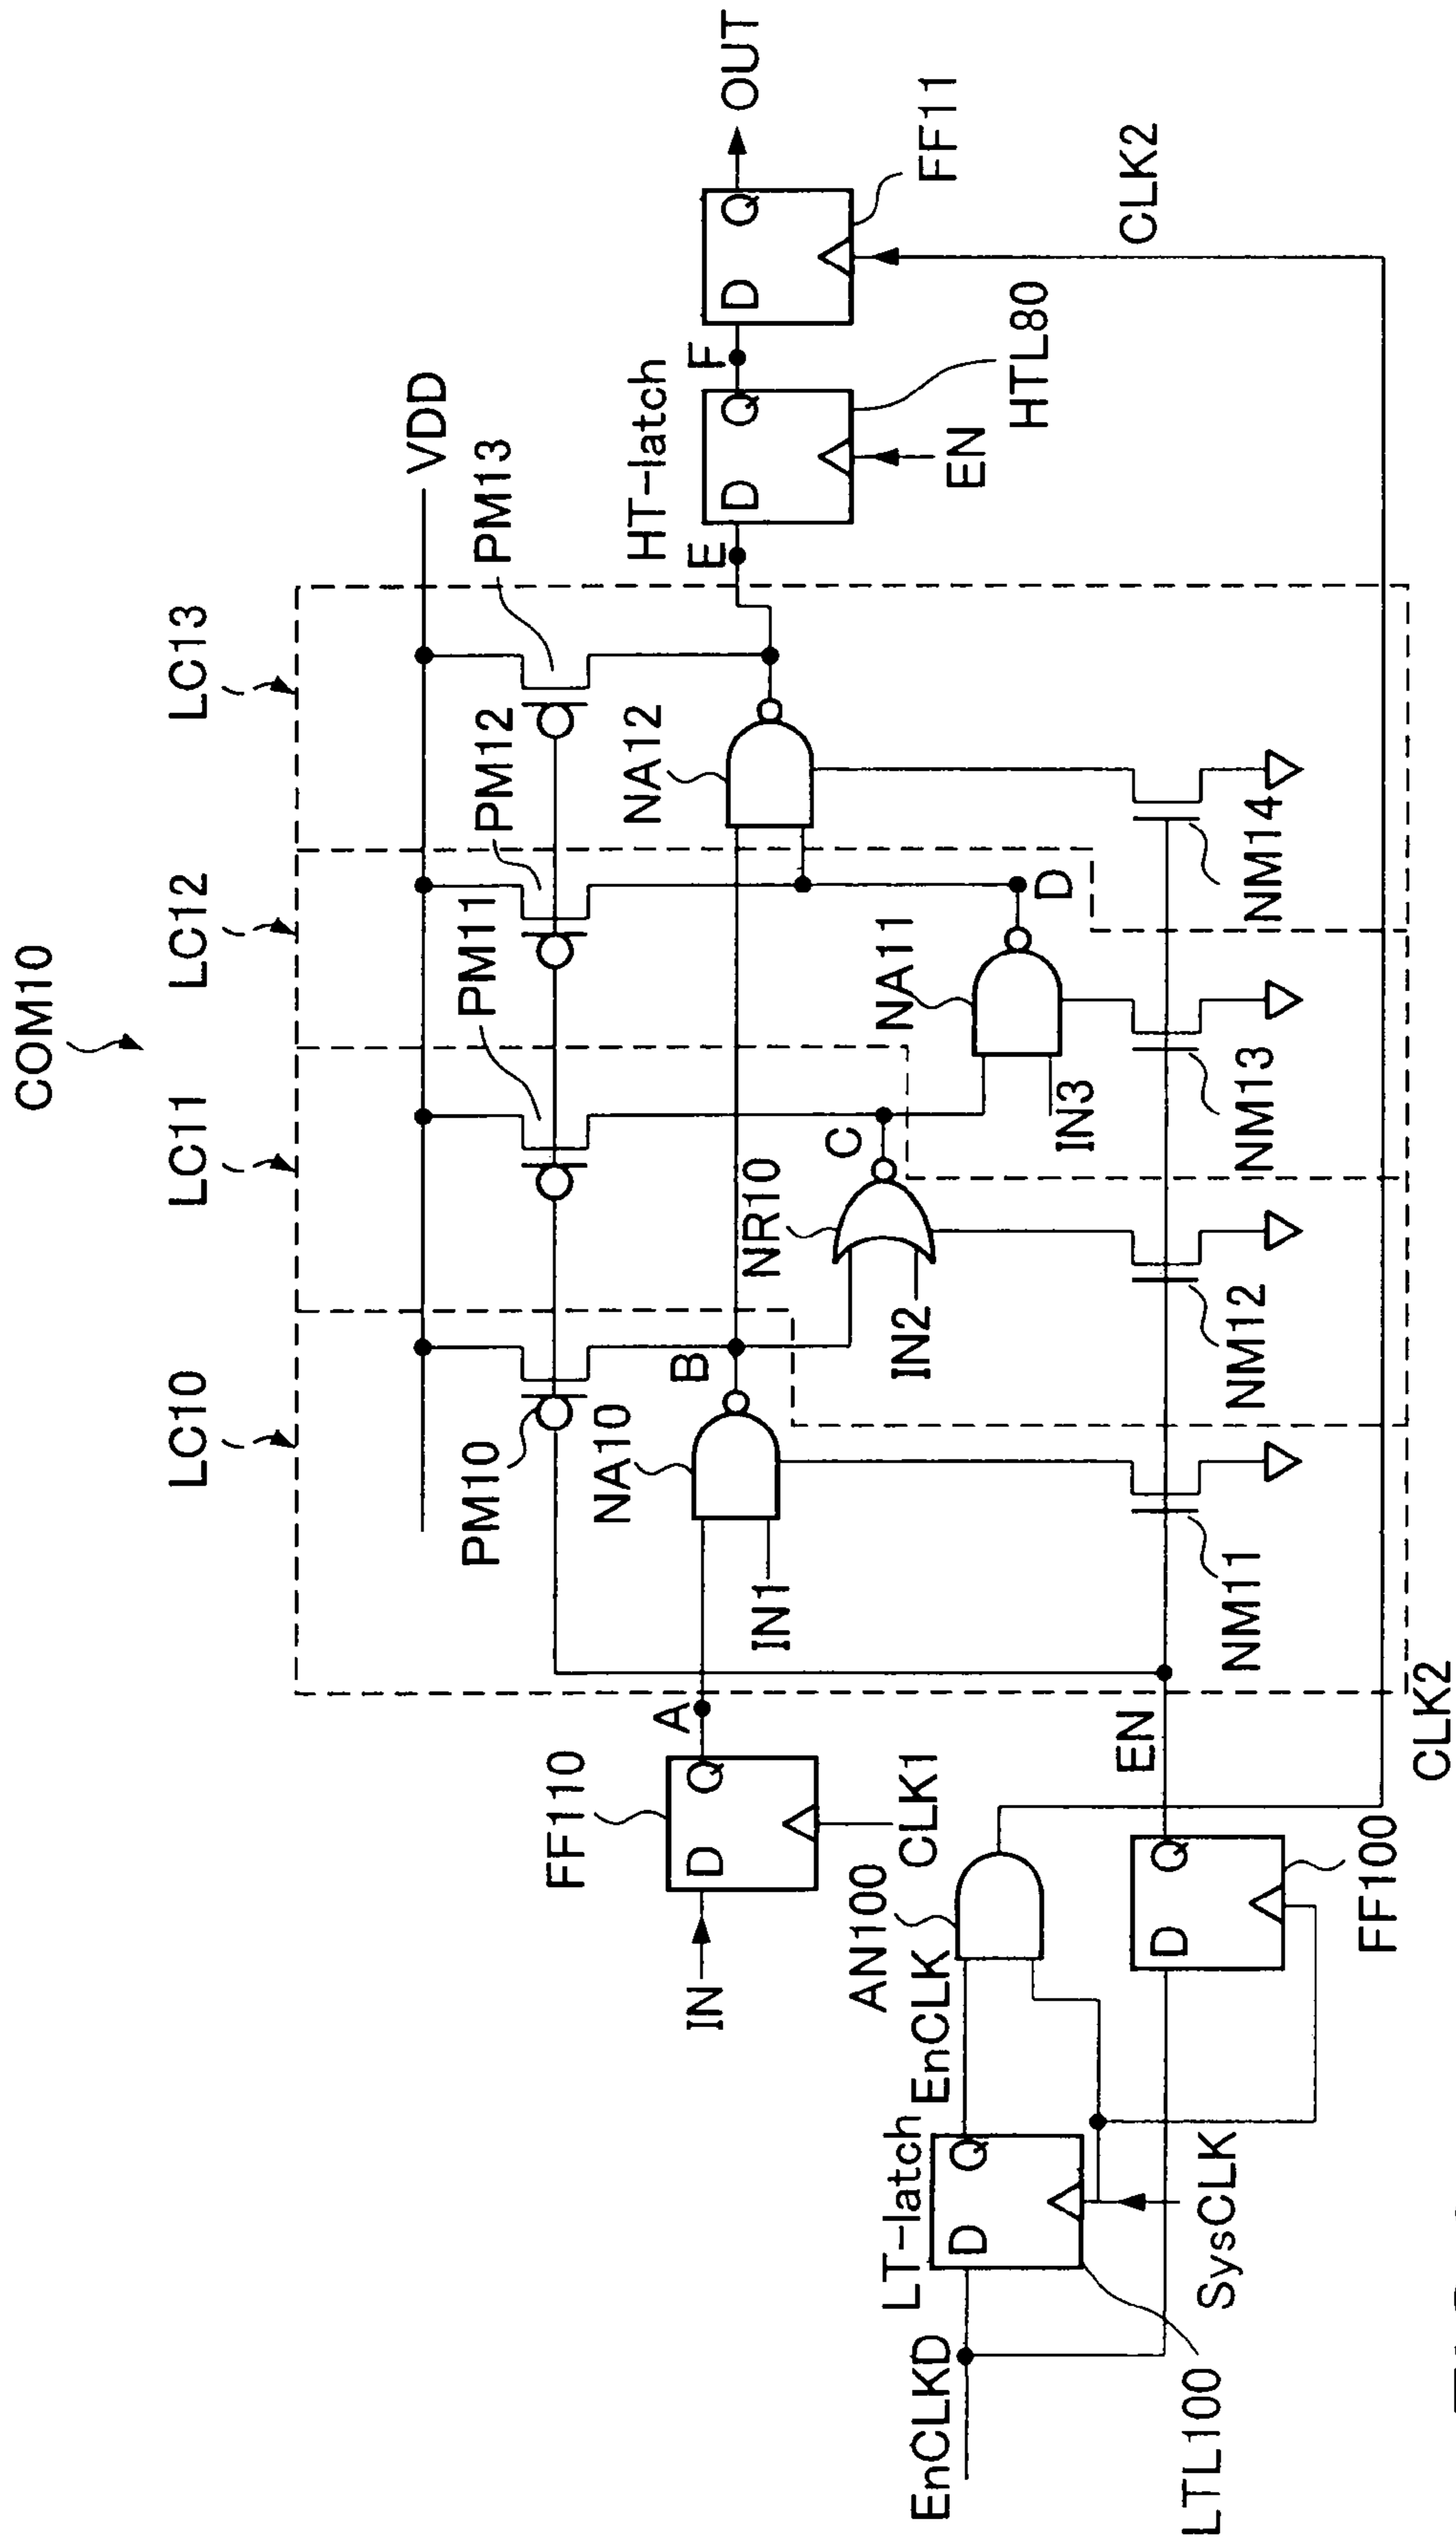 COM10
LC10
LC11
LC12
LC13
VDD
PM10
PM11
PM12
PM13
NA10
B
NR10
C
NA11
D
NA12
IN1
IN2
IN3
NM11
NM12
NM13
NM14
IN
FF110
D
Q
CLK1
A
E
HT-latch
D
Q
HTL80
EN
F
D
Q
FF11
OUT
CLK2
EnCLKD
LT-latch
D
Q
LTL100
SysCLK
EnCLK
AN100
D
Q
FF100
EN
CLK2